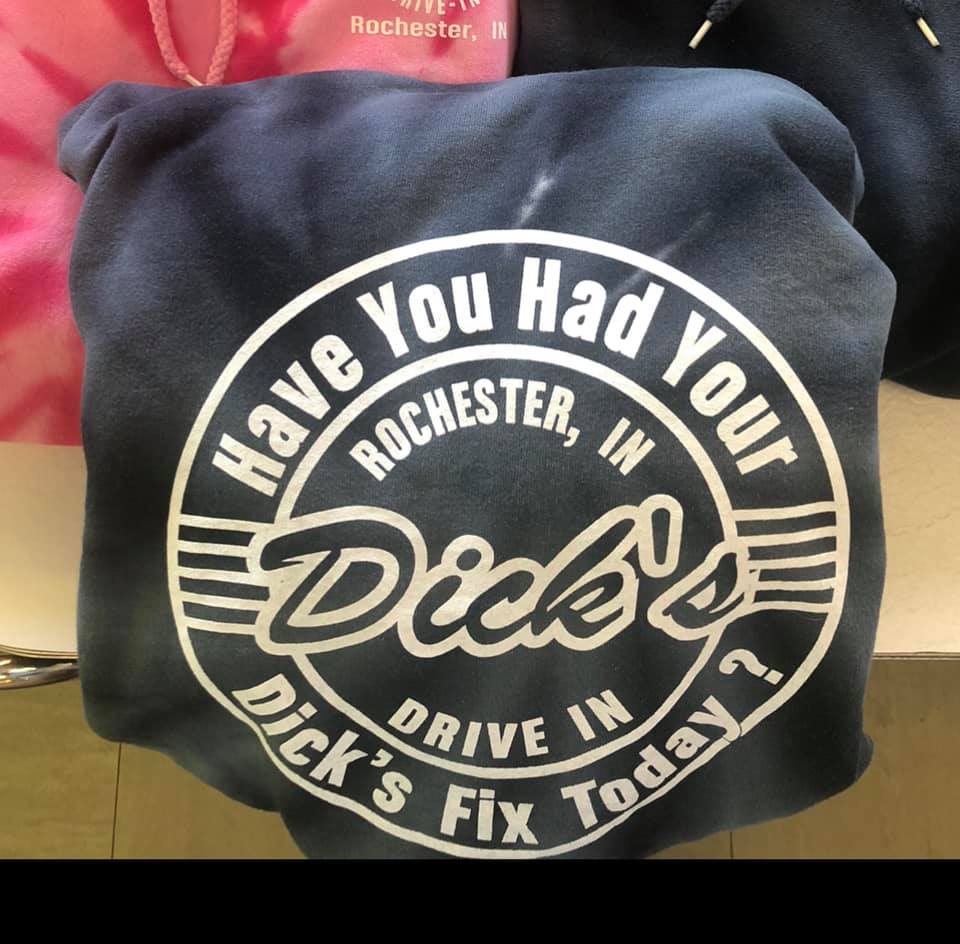 Rochester, IN
Have You Had Your
ROCHESTER, IN
Dick's
DRIVE IN
Dick's Fix Today ?